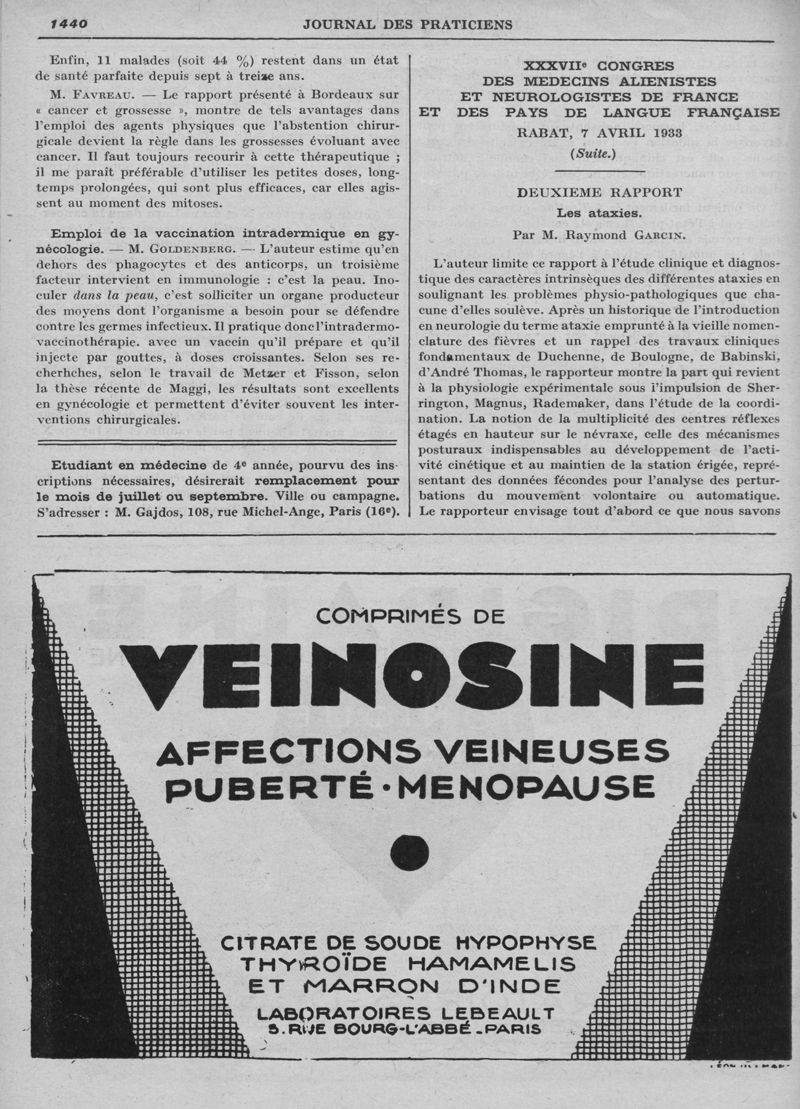 1440
JOURNAL DES PRATICIENS
Enfin, 11 malades (soit 44 %) restent dans un état
de santé parfaite depuis sept à treize ans.
M. FAVREAU. — Le rapport présenté à Bordeaux sur
« cancer et grossesse », montre de tels avantages dans
l'emploi des agents physiques que l'abstention chirur-
gicale devient la règle dans les grossesses évoluant avec
cancer. Il faut toujours recourir à cette thérapeutique ;
il me paraît préférable d'utiliser les petites doses, long-
temps prolongées, qui sont plus efficaces, car elles agis-
sent au moment des mitoses.
Emploi de la vaccination intradermique en gy-
nécologie. — M. GOLDENBERG. — L'auteur estime qu'en
dehors des phagocytes et des anticorps, un troisième
facteur intervient en immunologie : c'est la peau. Ino-
culer dans la peau, c'est solliciter un organe producteur
des moyens dont l'organisme a besoin pour se défendre
contre les germes infectieux. Il pratique donc l'intradermo-
vaccinothérapie. avec un vaccin qu'il prépare et qu'il
injecte par gouttes, à doses croissantes. Selon ses re-
cherhches, selon le travail de Metzer et Fisson, selon
la thèse récente de Maggi, les résultats sont excellents
en gynécologie et permettent d'éviter souvent les inter-
ventions chirurgicales.
Etudiant en médecine de 4e année, pourvu des ins-
criptions nécessaires, désirerait remplacement pour
le mois de juillet ou septembre. Ville ou campagne.
S'adresser : M. Gajdos, 108, rue Michel-Ange, Paris (16e).
XXXVIIe CONGRES
DES MEDECINS ALIENISTES
ET NEUROLOGISTES DE FRANCE
ET DES PAYS DE LANGUE FRANÇAISE
RABAT, 7 AVRIL 1933
(Suite.)
DEUXIEME RAPPORT
Les ataxies.
Par M. Raymond GARCIN.
L'auteur limite ce rapport à l'étude clinique et diagnos-
tique des caractères intrinsèques des différentes ataxies en
soulignant les problèmes physio-pathologiques que cha-
cune d'elles soulève. Après un historique de l'introduction
en neurologie du terme ataxie emprunté à la vieille nomen-
clature des fièvres et un rappel des travaux cliniques
fondamentaux de Duchenne, de Boulogne, de Babinski,
d'André Thomas, le rapporteur montre la part qui revient
à la physiologie expérimentale sous l'impulsion de Sher-
rington, Magnus, Rademaker, dans l'étude de la coordi-
nation. La notion de la multiplicité des centres réflexes
étagés en hauteur sur le névraxe, celle des mécanismes
posturaux indispensables au développement de l'acti-
vité cinétique et au maintien de la station érigée, repré-
sentant des données fécondes pour l'analyse des pertur-
bations du mouvement volontaire ou automatique.
Le rapporteur envisage tout d'abord ce que nous savons
COMPRIMÉS DE
VEINOSINE
AFFECTIONS VEINEUSES
PUBERTÉ • MENOPAUSE
CITRATE DE SOUDE HYPOPHYSE
THYROÏDE HAMAMELIS
ET MARRON D'INDE
LABORATOIRES LEBEAULT
5. RUE BOURG-L'ABBÉ - PARIS